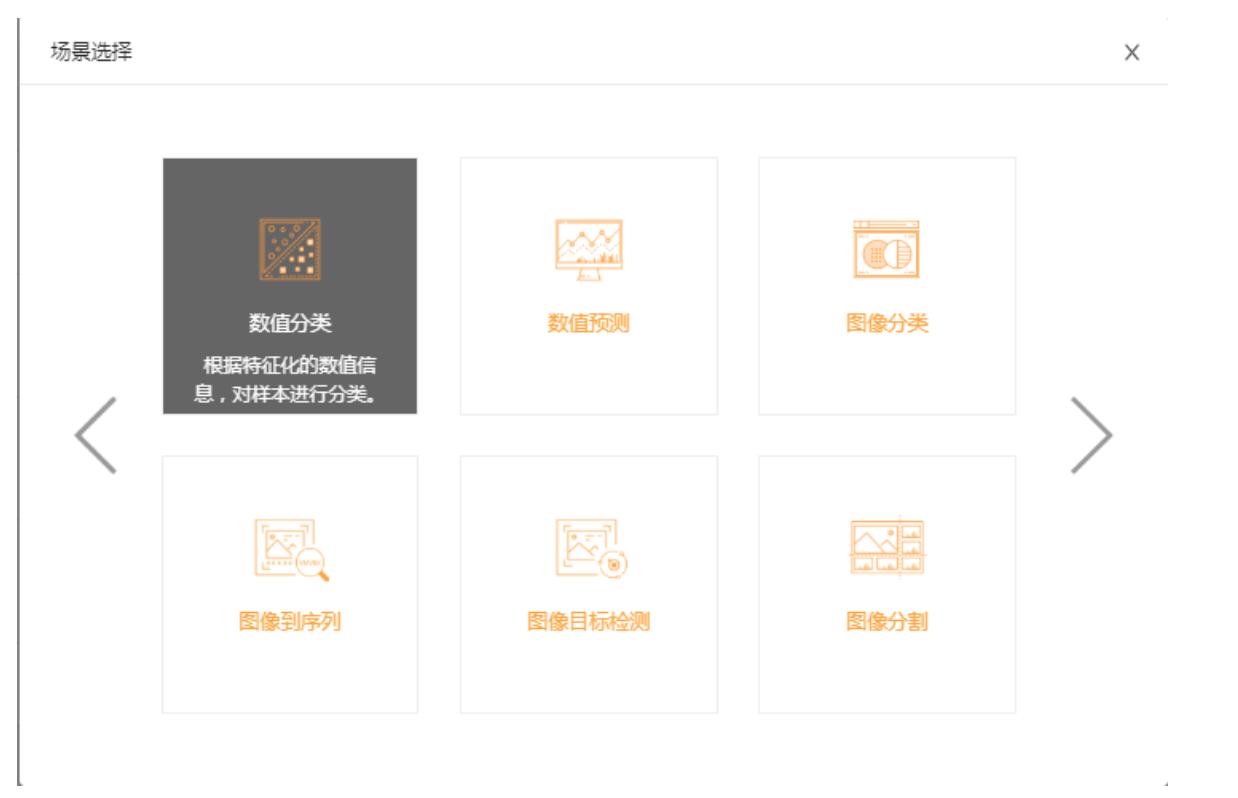 场景选择
数值分类
根据特征化的数值信
息，对样本进行分类。
数值预测
图像分类
图像到序列
图像目标检测
图像分割